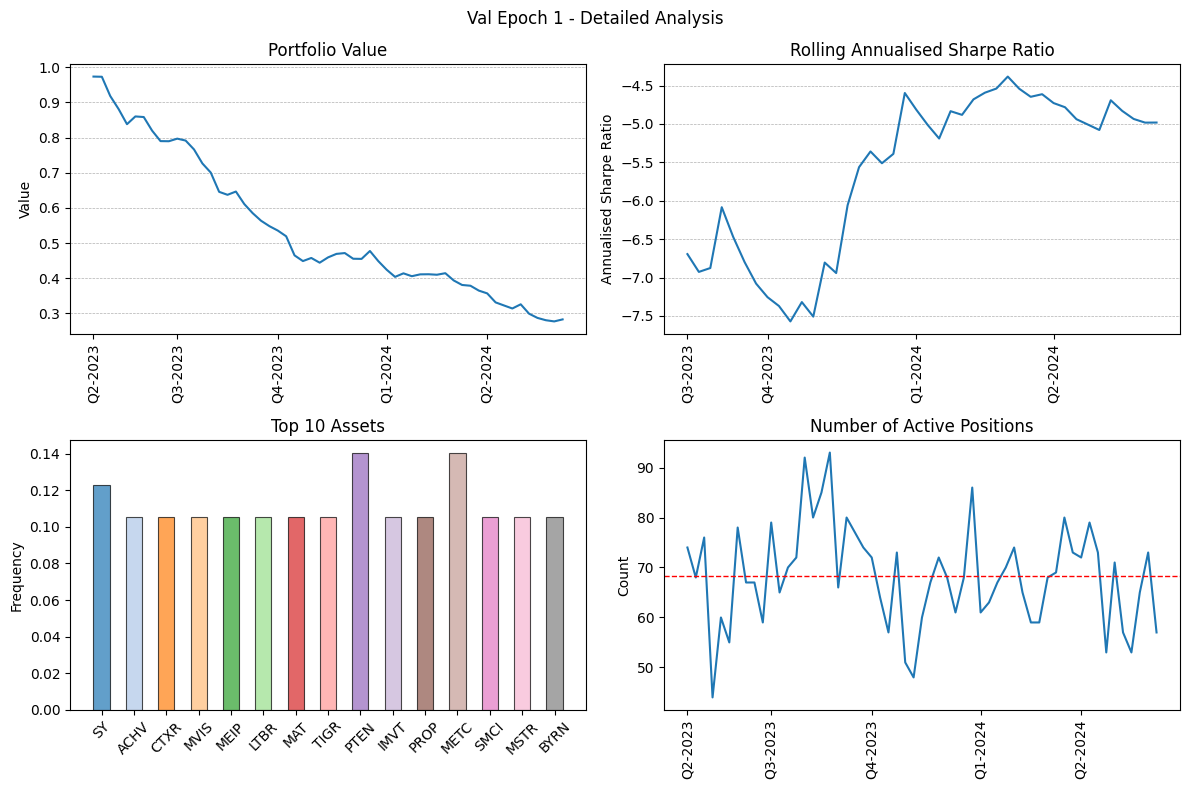 Val Epoch 1 - Detailed Analysis
Portfolio Value
Value
1.0
0.9
0.8
0.7
0.6
0.5
0.4
0.3
Q2-2023
Q3-2023
Q4-2023
Q1-2024
Q2-2024
Rolling Annualised Sharpe Ratio
Annualised Sharpe Ratio
−4.5
−5.0
−5.5
−6.0
−6.5
−7.0
−7.5
Q3-2023
Q4-2023
Q1-2024
Q2-2024
Top 10 Assets
Frequency
0.14
0.12
0.10
0.08
0.06
0.04
0.02
0.00
SY
ACHV
CTXR
MVIS
MEIP
LTBR
MAT
TIGR
PTEN
IMVT
PROP
METC
SMCI
MSTR
BYRN
Number of Active Positions
Count
90
80
70
60
50
Q2-2023
Q3-2023
Q4-2023
Q1-2024
Q2-2024